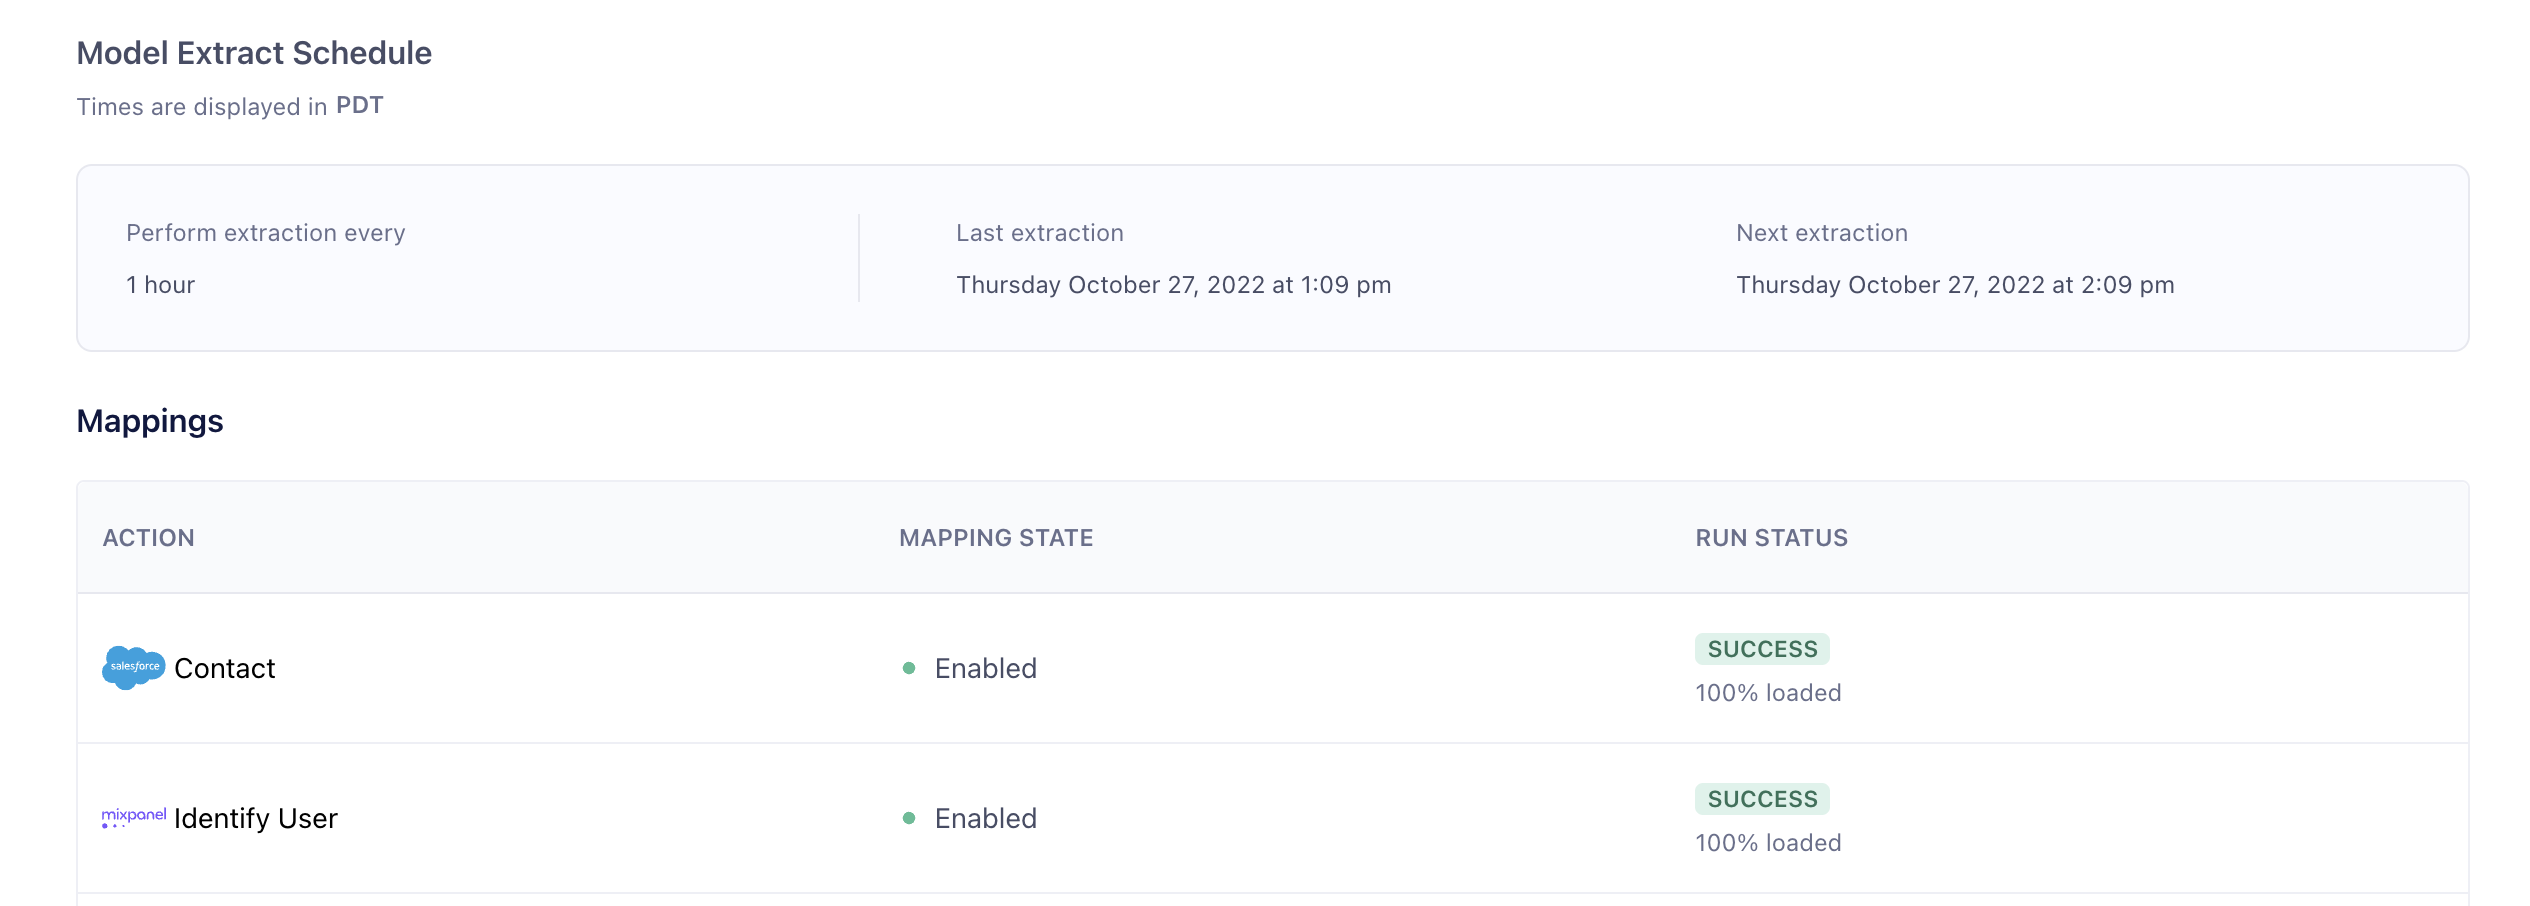 Model Extract Schedule
Times are displayed in PDT
Perform extraction every
1 hour
Last extraction
Thursday October 27, 2022 at 1:09 pm
Next extraction
Thursday October 27, 2022 at 2:09 pm
Mappings
ACTION MAPPING STATE RUN STATUS
salesforce Contact Enabled SUCCESS
100% loaded
mixpanel Identify User Enabled SUCCESS
100% loaded